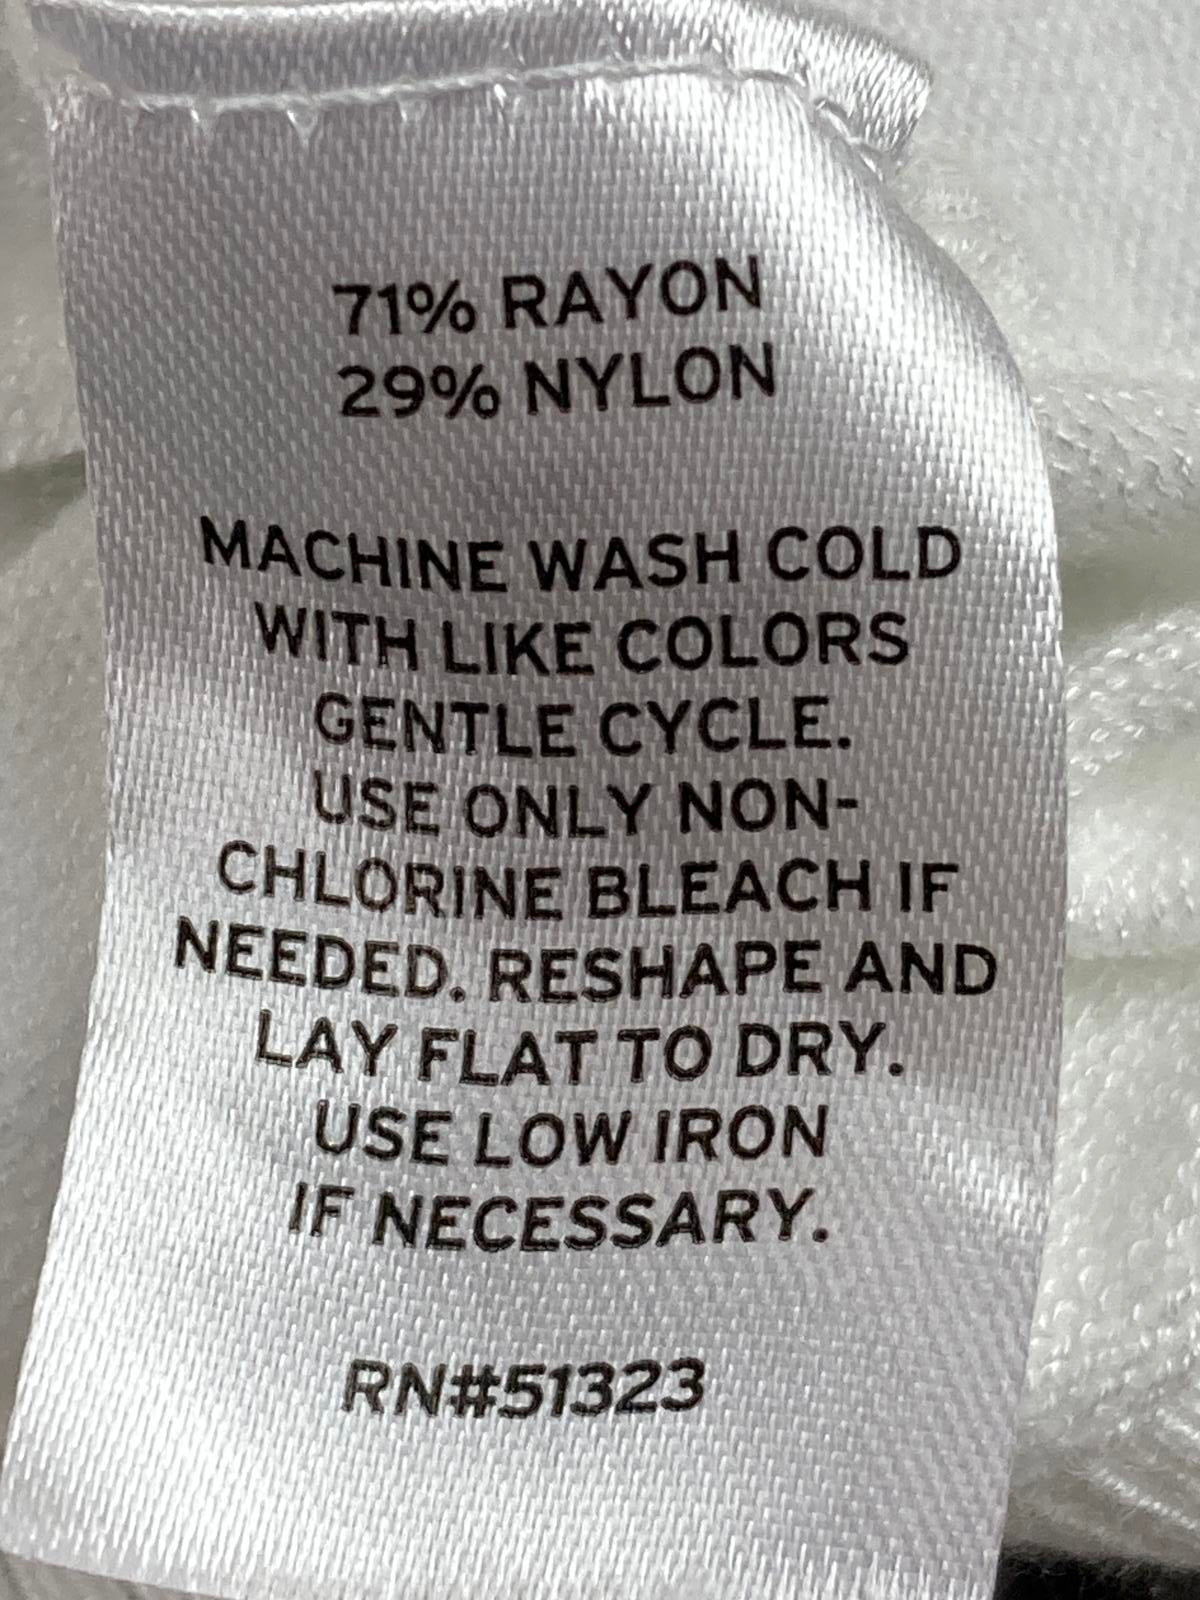 71% RAYON
29% NYLON
MACHINE WASH COLD
WITH LIKE COLORS
GENTLE CYCLE.
USE ONLY NON-
CHLORINE BLEACH IF
NEEDED. RESHAPE AND
LAY FLAT TO DRY.
USE LOW IRON
IF NECESSARY.
RN#51323